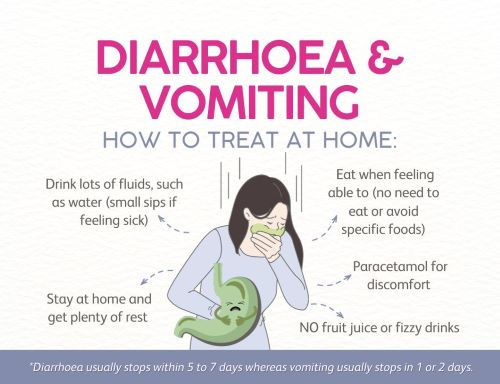 DIARRHOEA &
VOMITING
HOW TO TREAT AT HOME:
Drink lots of fluids, such
as water (small sips if
feeling sick)
Eat when feeling
able to (no need to
eat or avoid
specific foods)
Stay at home and
get plenty of rest
Paracetamol for
discomfort
NO fruit juice or fizzy drinks
*Diarrhoea usually stops within 5 to 7 days whereas vomiting usually stops in 1 or 2 days.